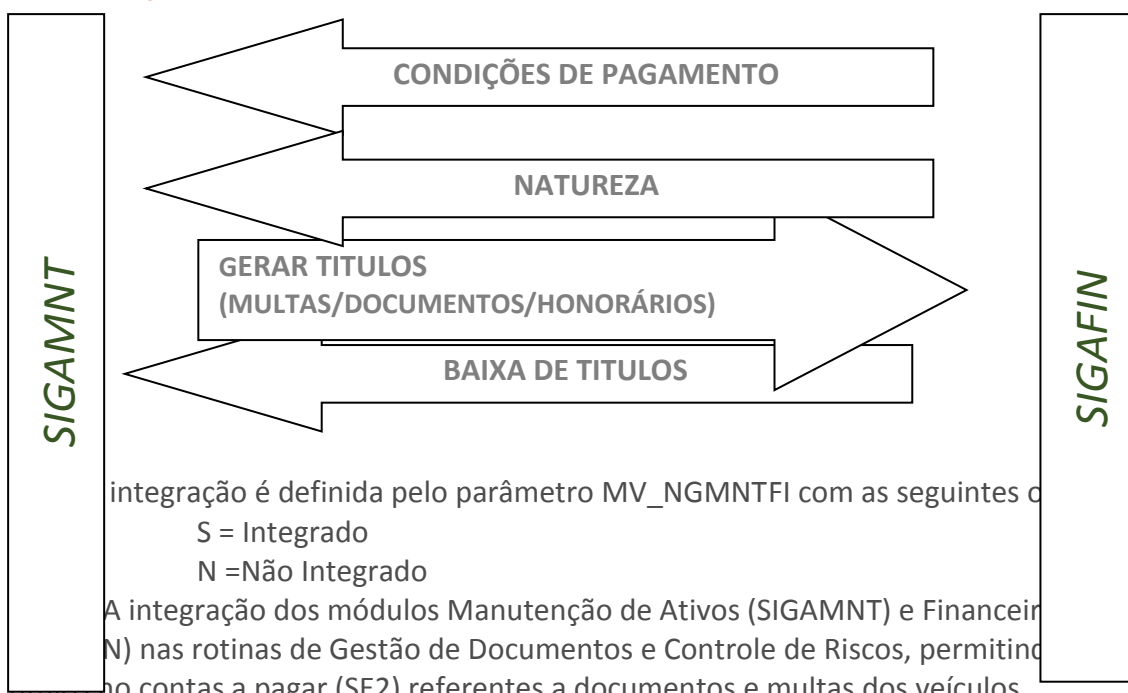 CONDIÇÕES DE PAGAMENTO
NATUREZA
GERAR TITULOS
(MULTAS/DOCUMENTOS/HONORÁRIOS)
BAIXA DE TITULOS
SIGAMNT
SIGAFIN
integração é definida pelo parâmetro MV_NGMNTFI com as seguintes
S = Integrado
N =Não Integrado
A integração dos módulos Manutenção de Ativos (SIGAMNT) e Financeir
N) nas rotinas de Gestão de Documentos e Controle de Riscos, permitind
no contas a pagar (SE2) referentes a documentos e multas dos veículos